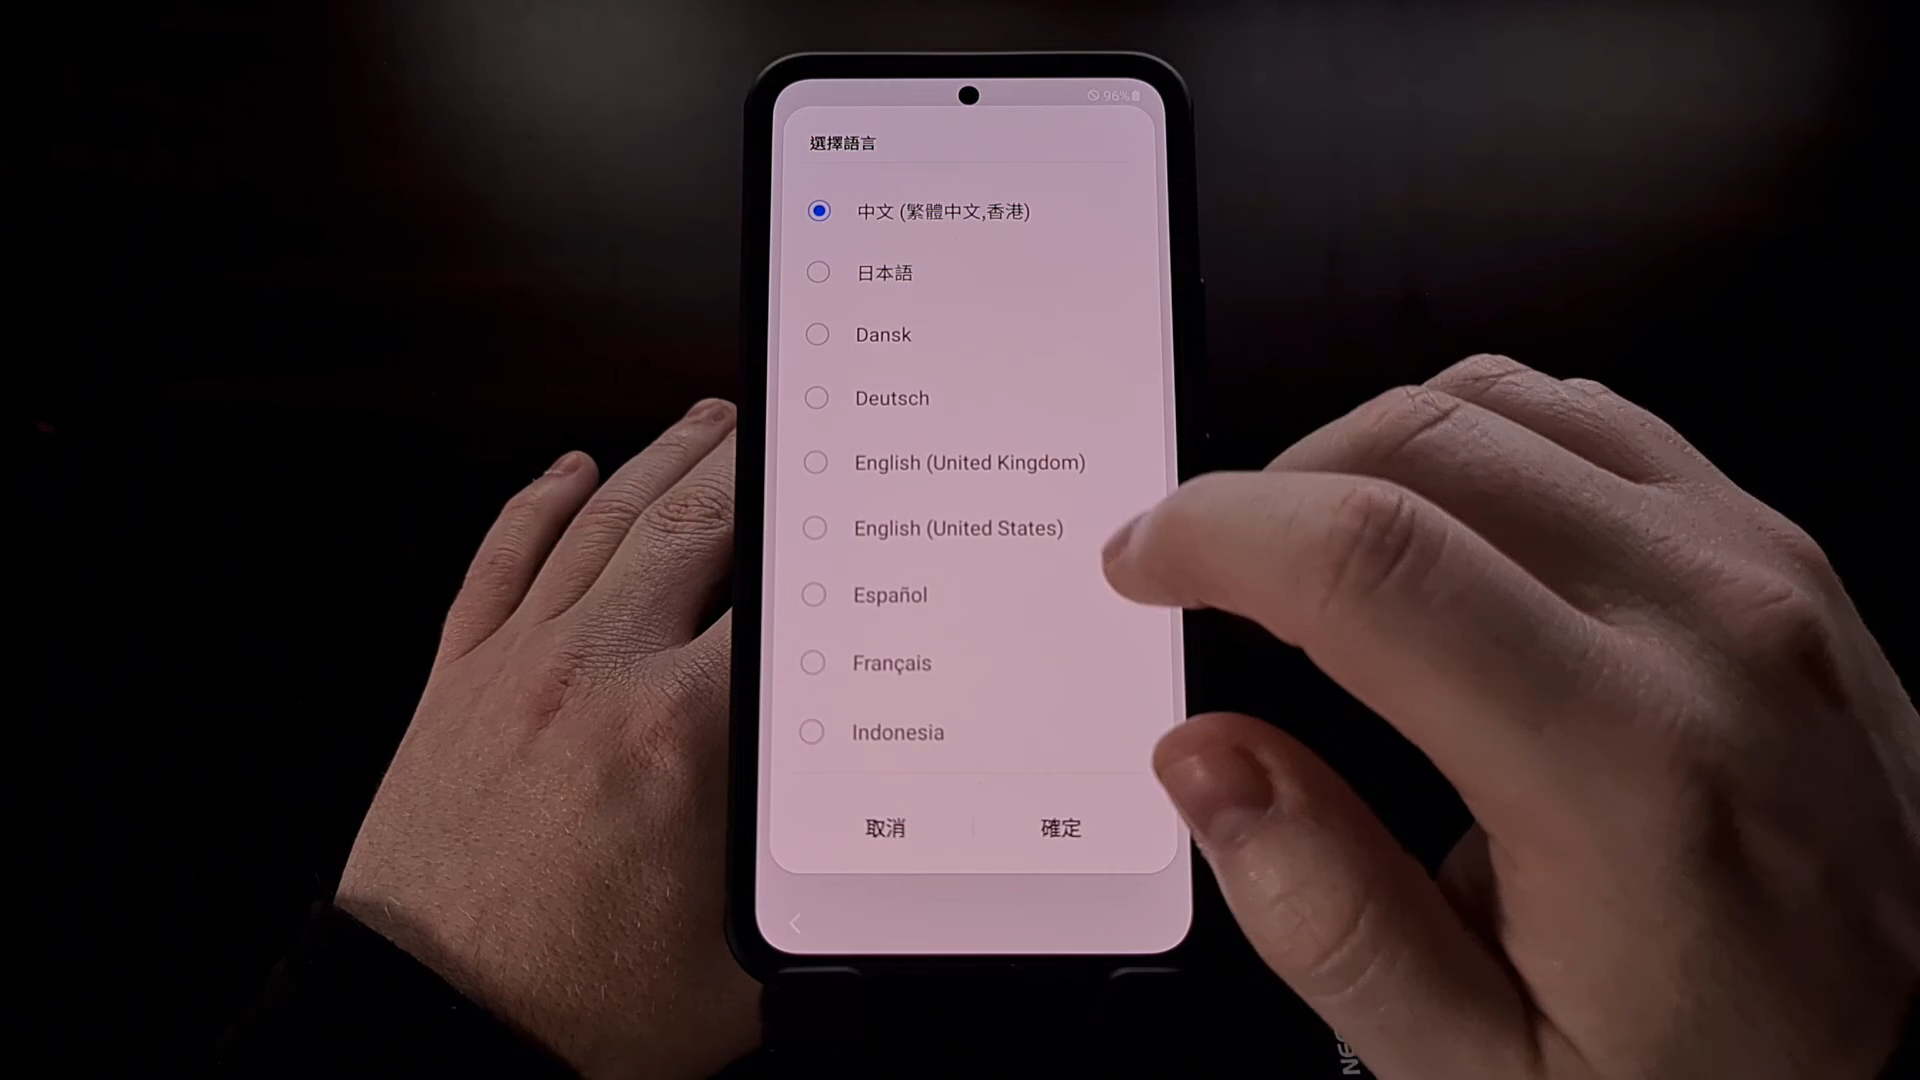 96%
選擇語言
中文 (繁體中文,香港)
日本語
Dansk
Deutsch
English (United Kingdom)
English (United States)
Español
Français
Indonesia
取消 確定